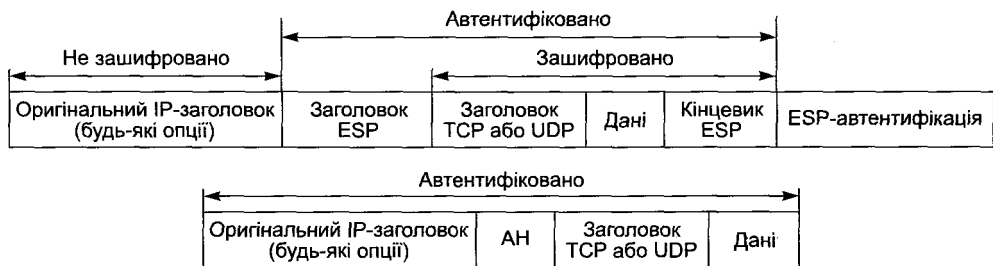 Автентифіковано
Не зашифровано
Зашифровано
Оригінальний IP-заголовок
(будь-які опції)
Заголовок
ESP
Заголовок
TCP або UDP
Дані
Кінцевик
ESP
ESP-автентифікація
Автентифіковано
Оригінальний IP-заголовок
(будь-які опції)
AH
Заголовок
TCP або UDP
Дані